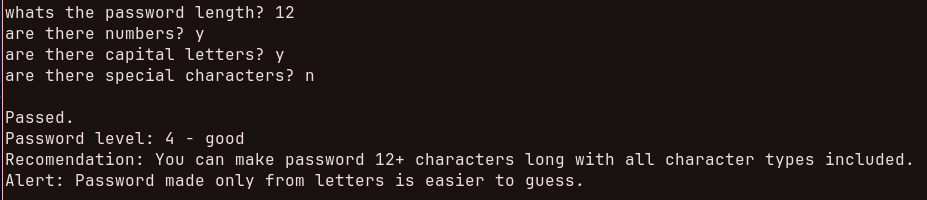 whats the password length? 12
are there numbers? y
are there capital letters? y
are there special characters? n
Passed.
Password level: 4 - good
Recomendation: You can make password 12+ characters long with all character types included.
Alert: Password made only from letters is easier to guess.